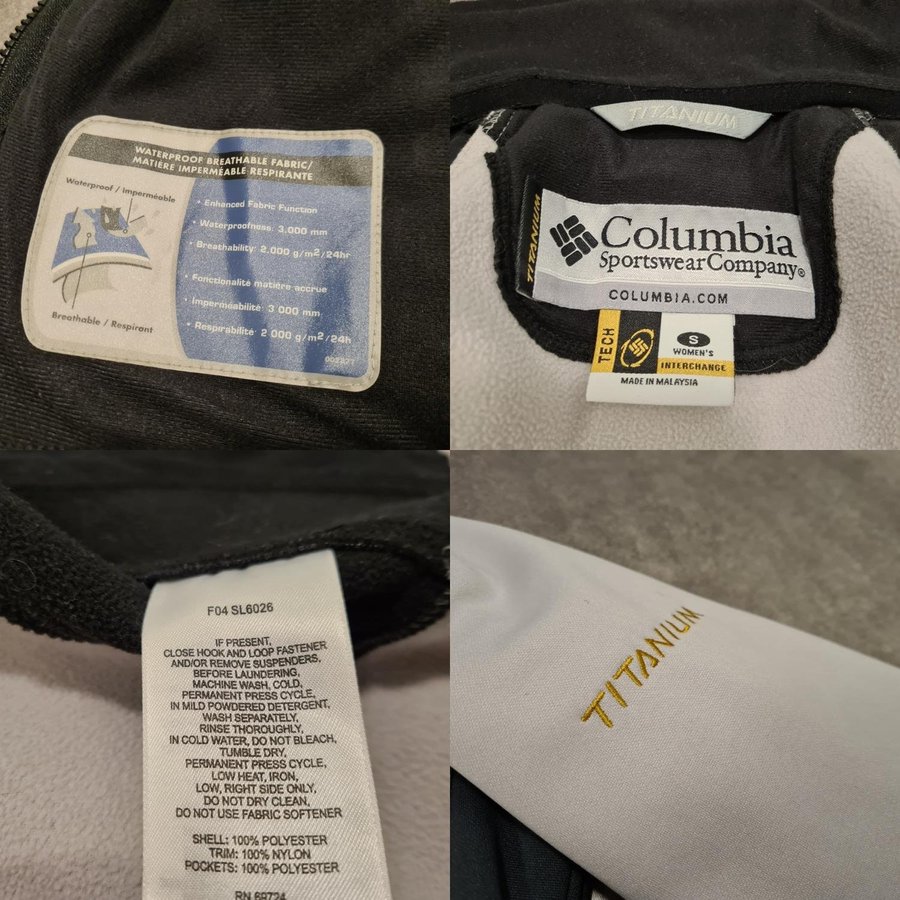 WATERPROOF BREATHABLE FABRIC/
MATIÈRE IMPERMÉABLE RESPIRANTE
Waterproof / Imperméable
Breathable / Respirant
• Enhanced Fabric Function
• Waterproofness: 3,000 mm
• Breathability: 2,000 g/m²/24hr
• Fonctionalité matière accrue
• Imperméabilité: 3 000 mm
• Respirabilité: 2 000 g/m²/24h
TITANIUM
TITANIUM
Columbia
Sportswear Company®
COLUMBIA.COM
TECH
S
WOMEN'S
INTERCHANGE
MADE IN MALAYSIA
F04 SL6026
IF PRESENT,
CLOSE HOOK AND LOOP FASTENER
AND/OR REMOVE SUSPENDERS,
BEFORE LAUNDERING,
MACHINE WASH, COLD,
PERMANENT PRESS CYCLE,
IN MILD POWDERED DETERGENT,
WASH SEPARATELY,
RINSE THOROUGHLY,
IN COLD WATER, DO NOT BLEACH,
TUMBLE DRY,
PERMANENT PRESS CYCLE,
LOW HEAT, IRON,
LOW, RIGHT SIDE ONLY,
DO NOT DRY CLEAN,
DO NOT USE FABRIC SOFTENER
SHELL: 100% POLYESTER
TRIM: 100% NYLON
POCKETS: 100% POLYESTER
RN 69724
TITANIUM